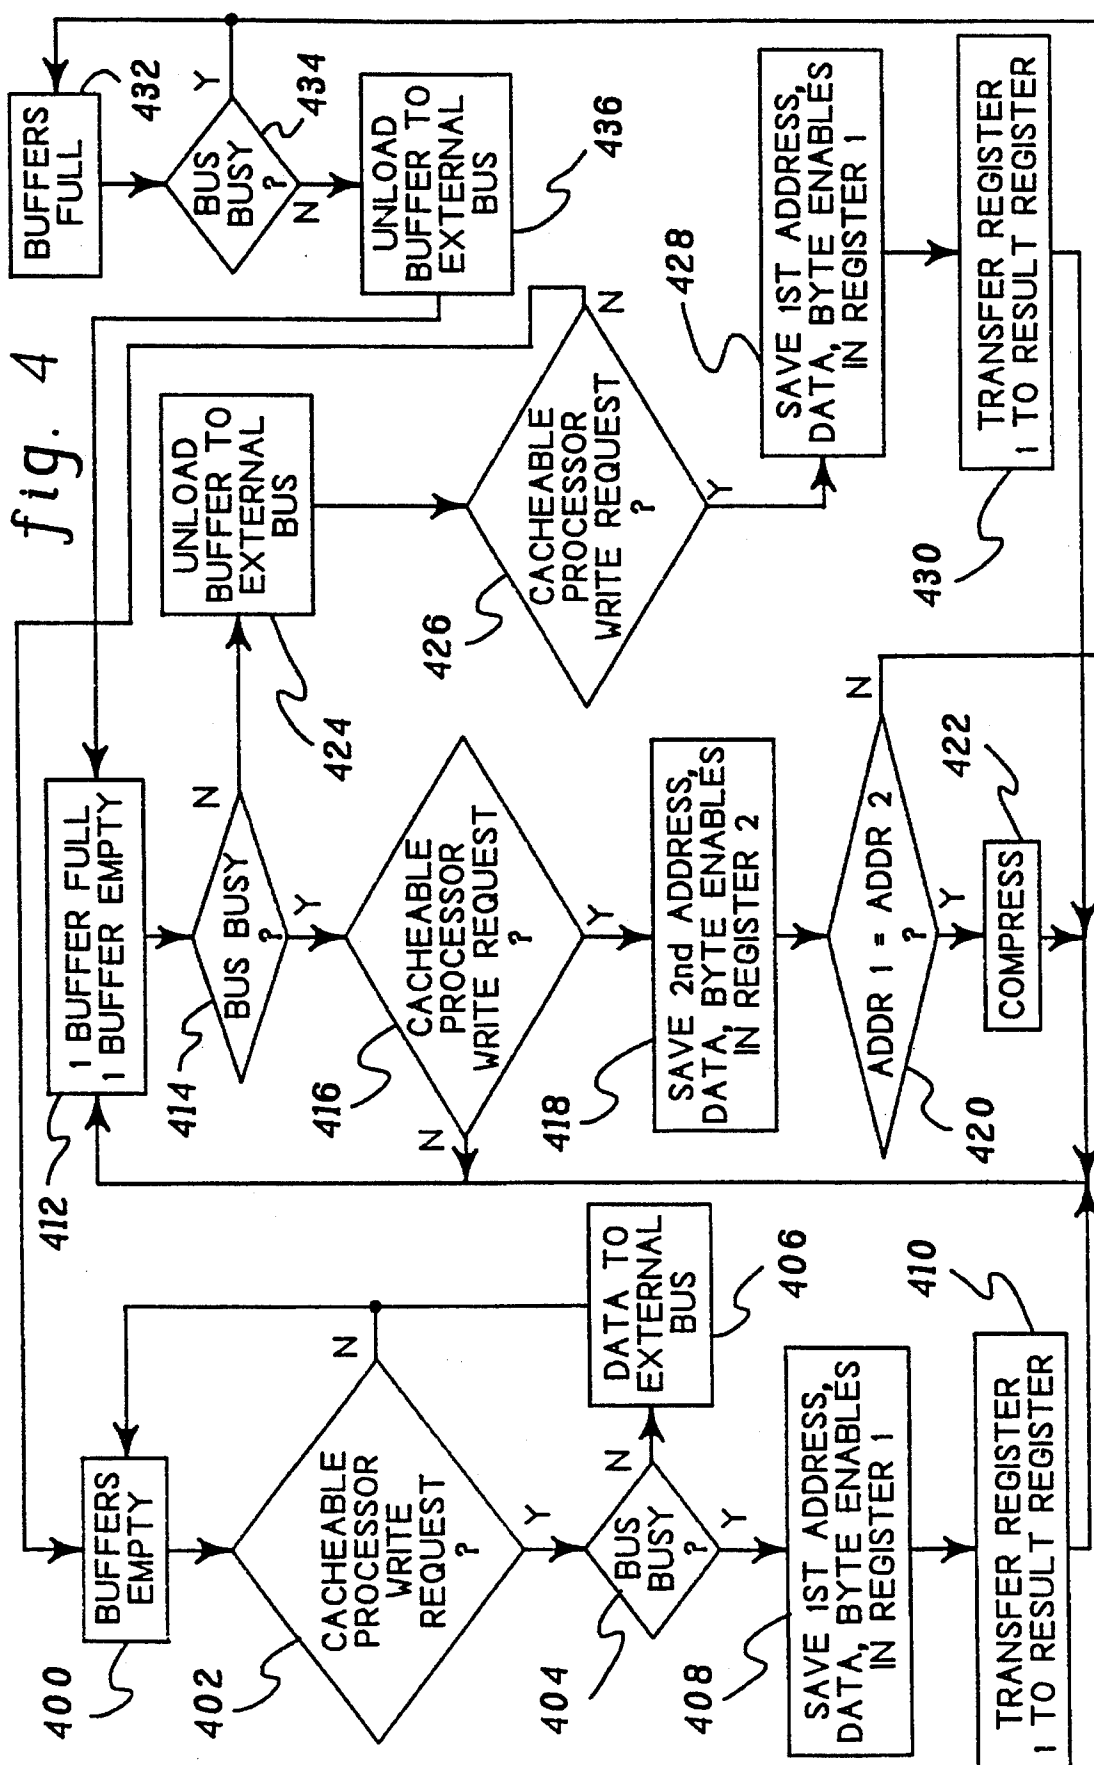 fig. 4
400
BUFFERS
EMPTY
402
CACHEABLE
PROCESSOR
WRITE
REQUEST
?
N
Y
404
BUS
BUSY
?
N
Y
DATA TO
EXTERNAL
BUS
406
408
SAVE 1ST ADDRESS,
DATA, BYTE ENABLES
IN REGISTER 1
410
TRANSFER REGISTER
1 TO RESULT REGISTER
412
1 BUFFER FULL
1 BUFFER EMPTY
414
BUS BUSY
?
N
Y
416
CACHEABLE
PROCESSOR
WRITE REQUEST
?
N
Y
418
SAVE 2nd ADDRESS,
DATA, BYTE ENABLES
IN REGISTER 2
420
ADDR 1 = ADDR 2
?
N
Y
COMPRESS
422
424
UNLOAD
BUFFER TO
EXTERNAL
BUS
426
CACHEABLE
PROCESSOR
WRITE REQUEST
?
N
Y
428
SAVE 1ST ADDRESS,
DATA, BYTE ENABLES
IN REGISTER 1
430
TRANSFER REGISTER
1 TO RESULT REGISTER
BUFFERS
FULL
432
BUS
BUSY
?
Y
N
434
UNLOAD
BUFFER TO
EXTERNAL
BUS
436